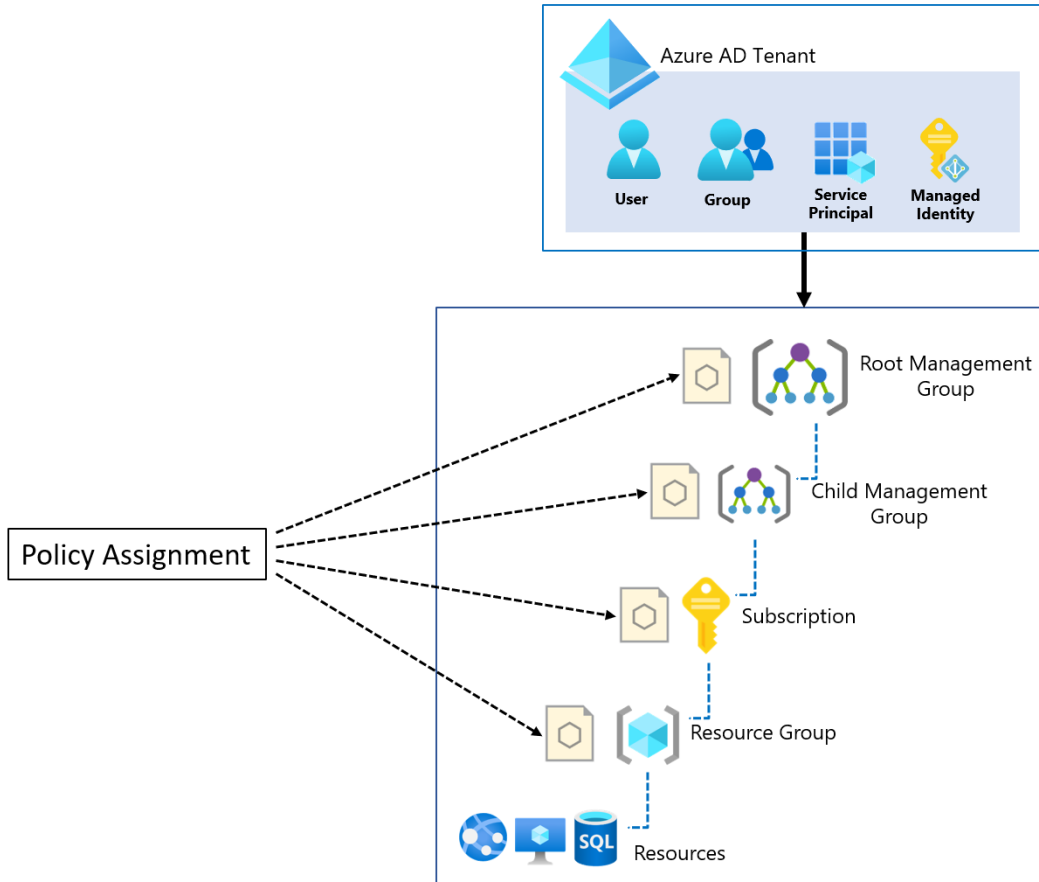 Azure AD Tenant
User
Group
Service
Principal
Managed
Identity
Root Management
Group
Child Management
Group
Policy Assignment
Subscription
Resource Group
SQL
Resources